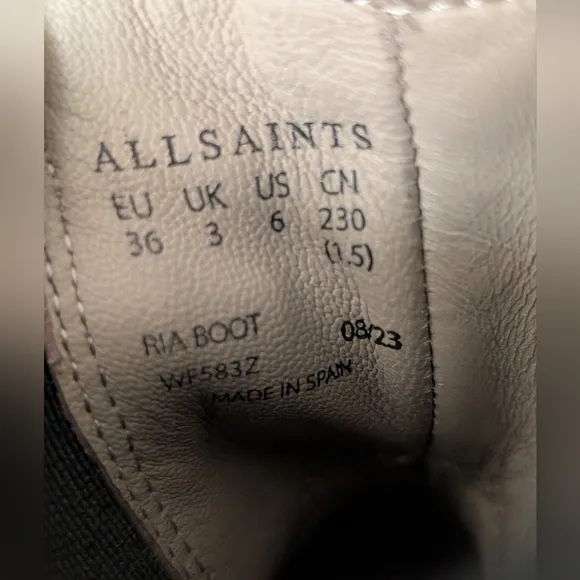 ALLSAINTS
EU UK US CN
36 3 6 230
(1.5)
RIA BOOT 08/23
WF583Z
MADE IN SPAIN